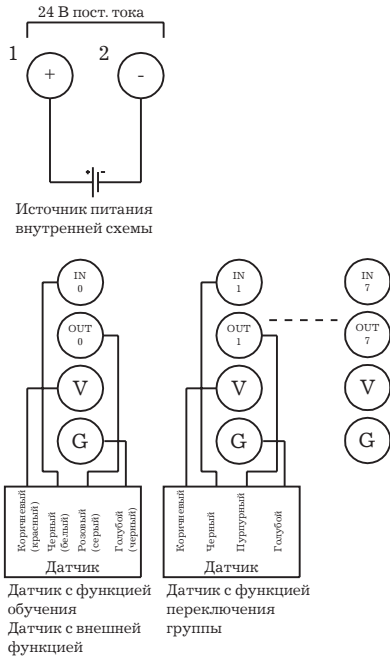 24 В пост. тока
1
2
+
-
+
-
Источник питания
внутренней схемы
IN
0
IN
1
IN
7
OUT
0
OUT
1
OUT
7
V
V
V
G
G
G
Коричневый
(красный)
Черный
(белый)
Розовый
(серый)
Голубой
(черный)
Датчик
Коричневый
Черный
Пурпурный
Голубой
Датчик
Датчик с функцией
обучения
Датчик с внешней
функцией
Датчик с функцией
переключения
группы